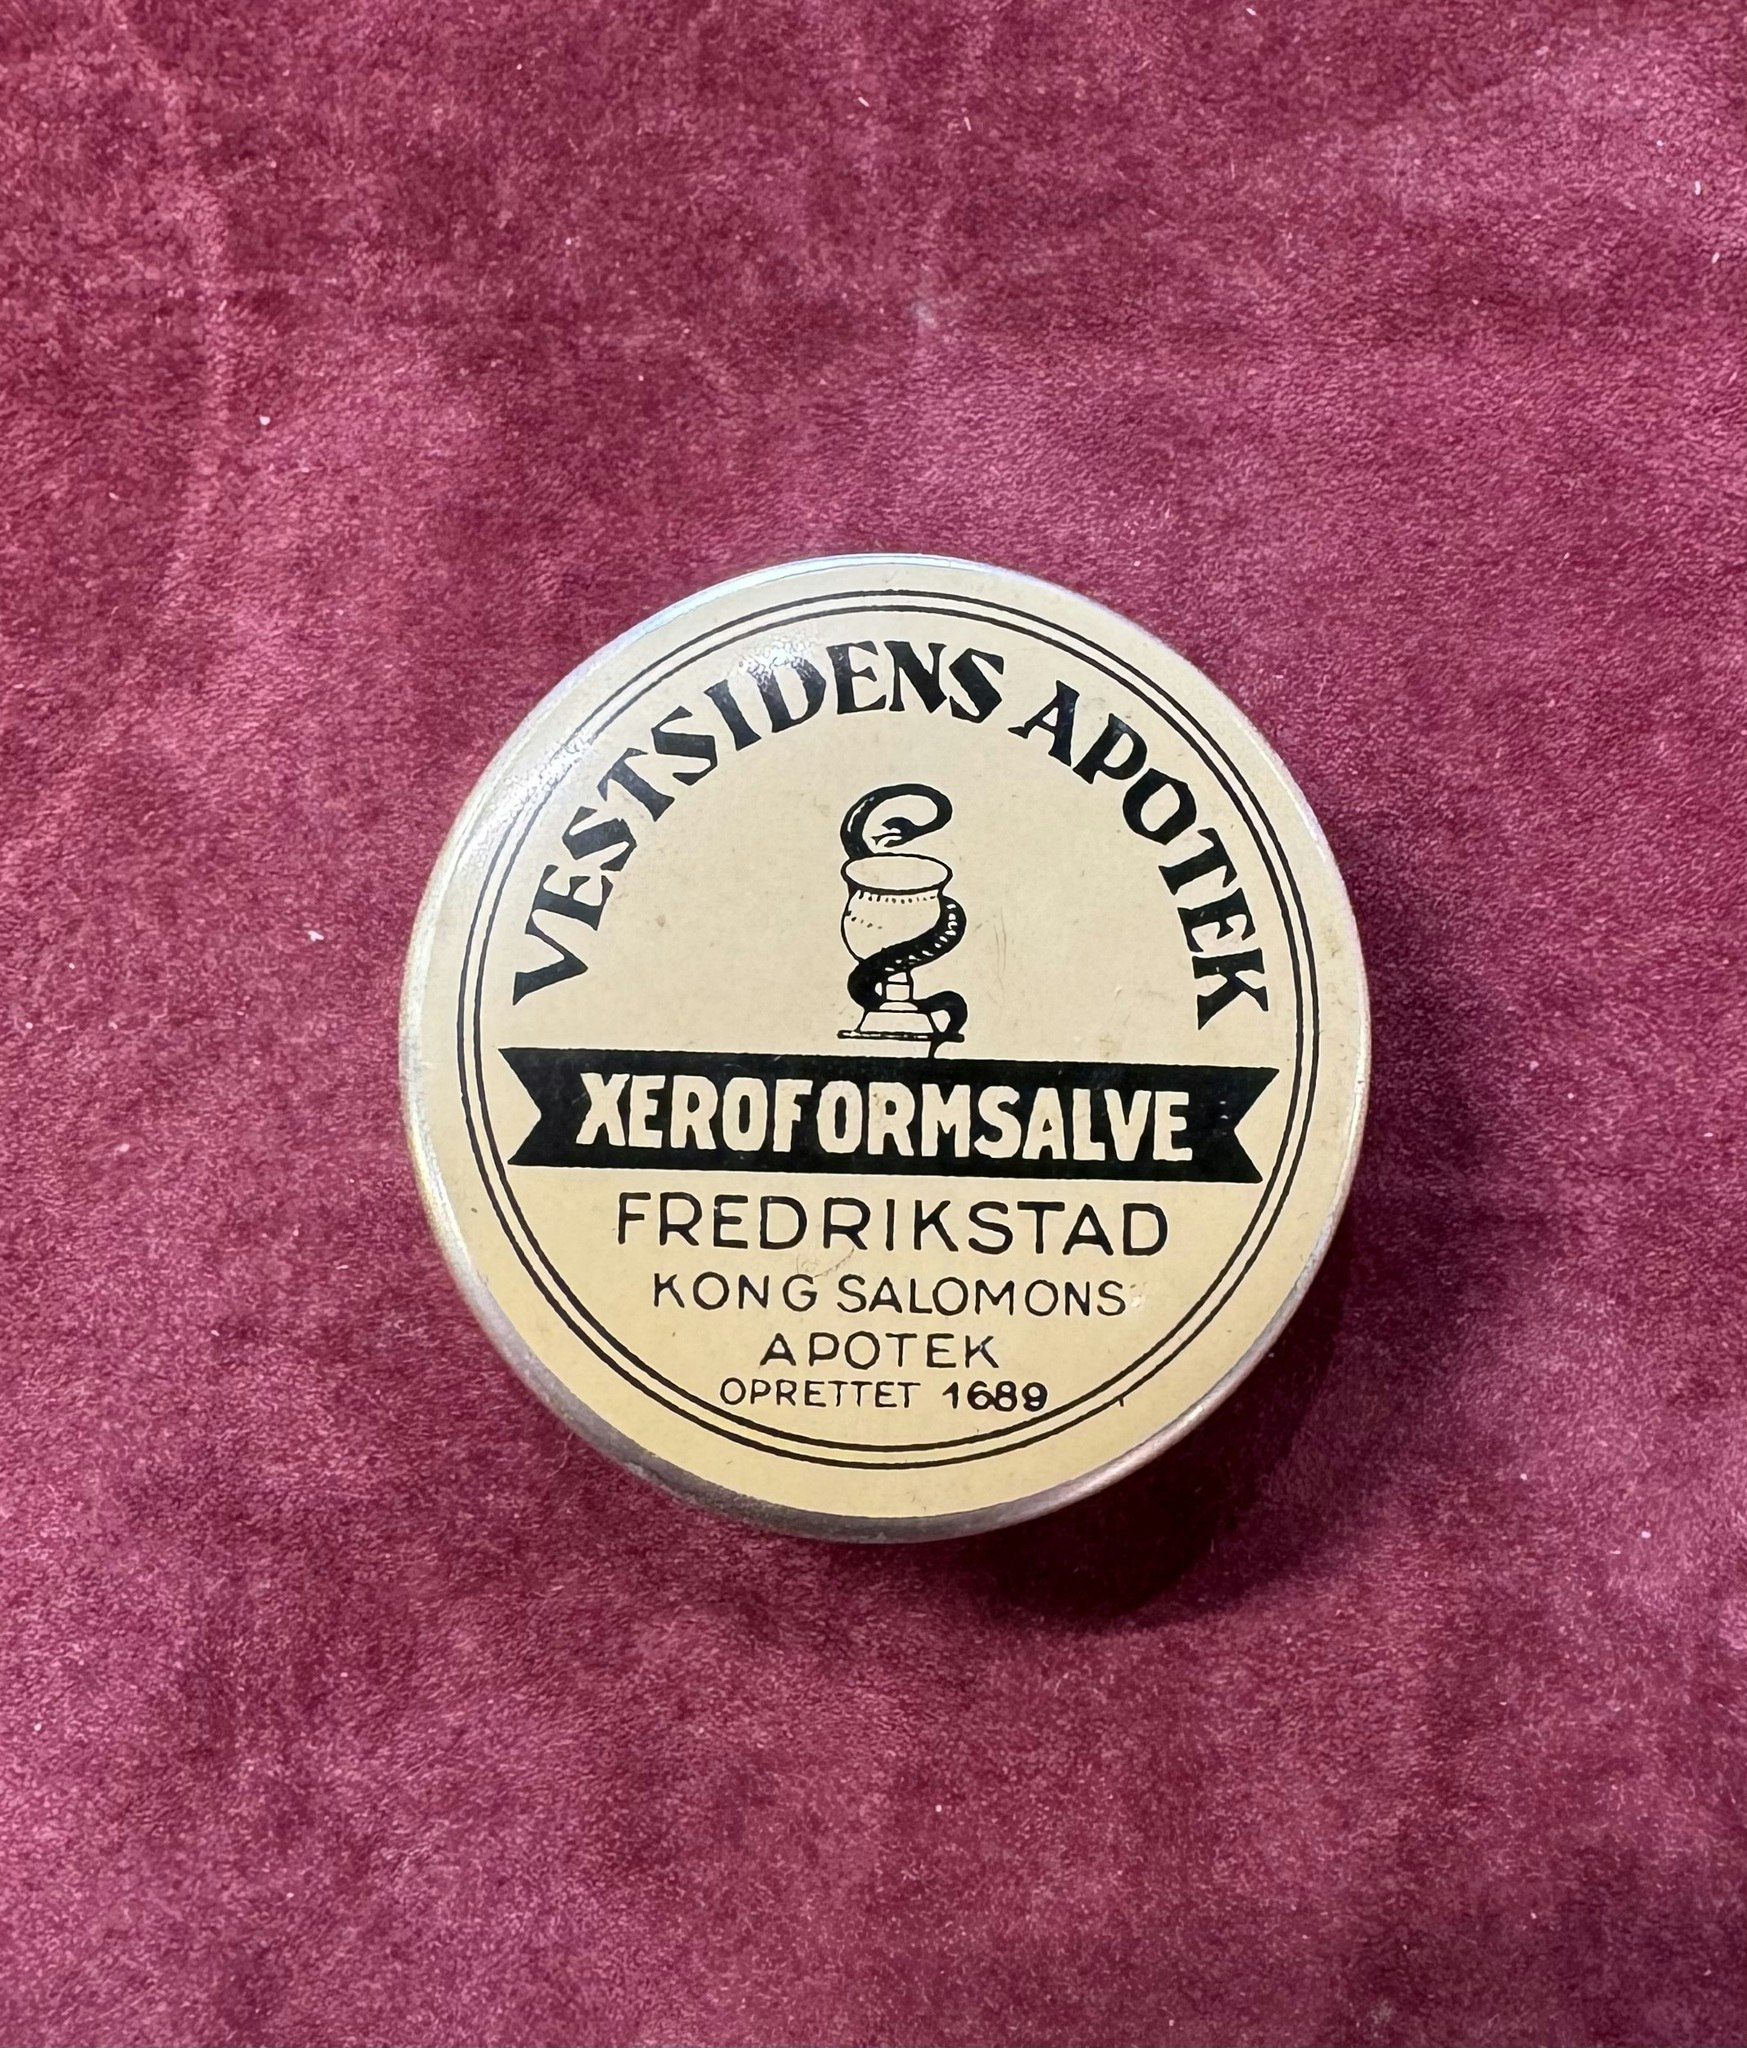 VESTSIDENS APOTEK
XEROFORMSALVE
FREDRIKSTAD
KONG SALOMONS
APOTEK
OPRETTET 1689